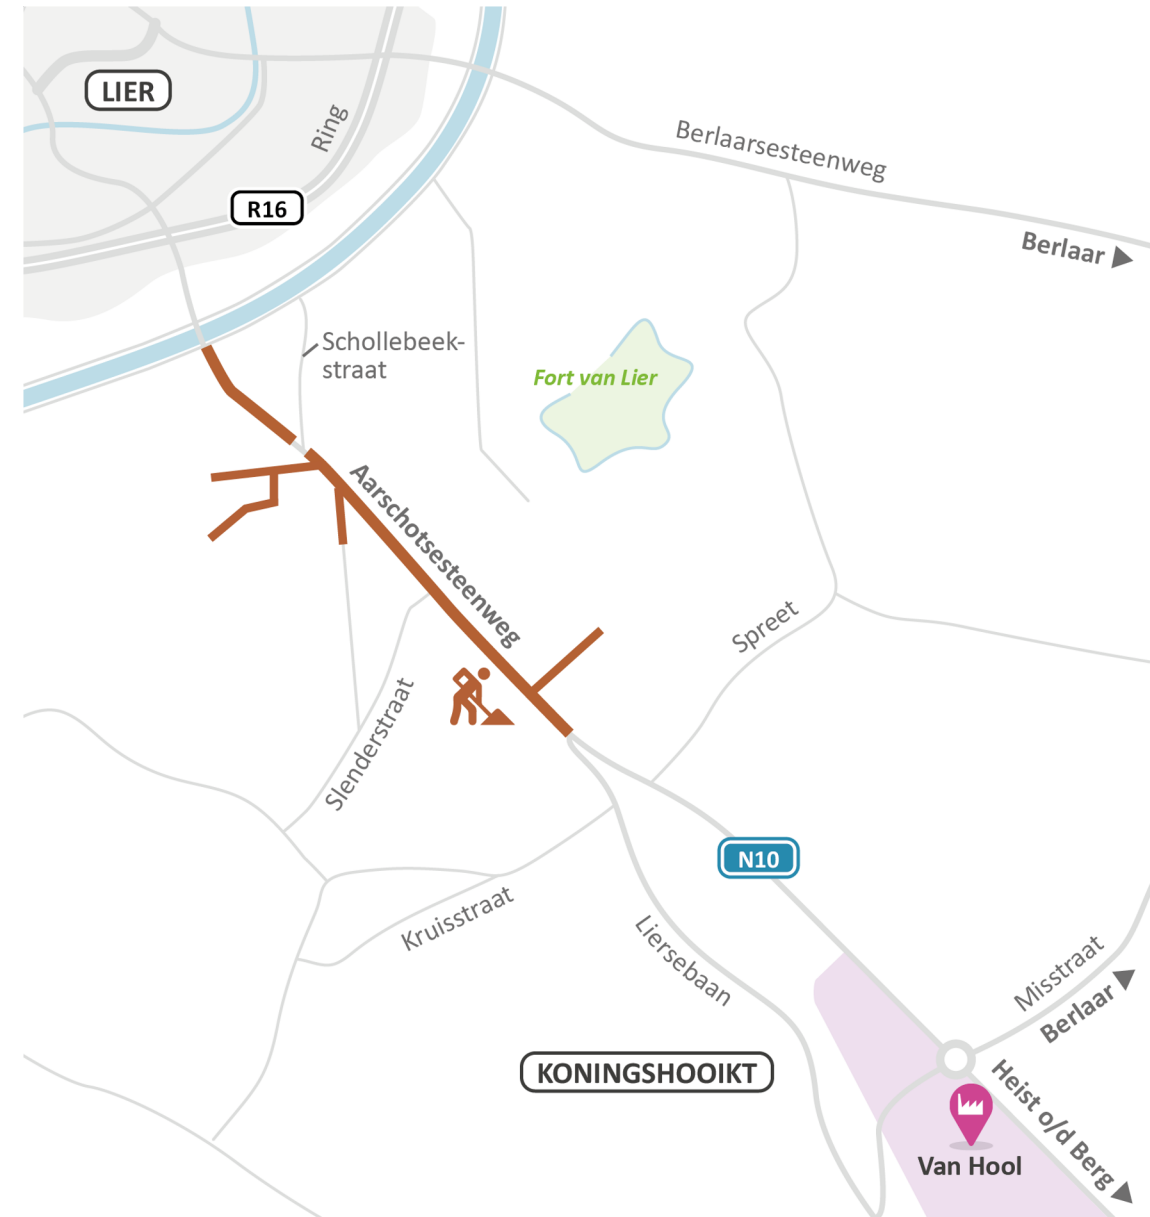 LIER
Ring
R16
Berlaarsesteenweg
Berlaar
Schollebeek-
straat
Fort van Lier
Aarschotsesteenweg
Spreet
Slenderstraat
N10
Kruisstraat
Liersebaan
Misstraat
Berlaar
KONINGSHOOIKT
Heist o/d Berg
Van Hool